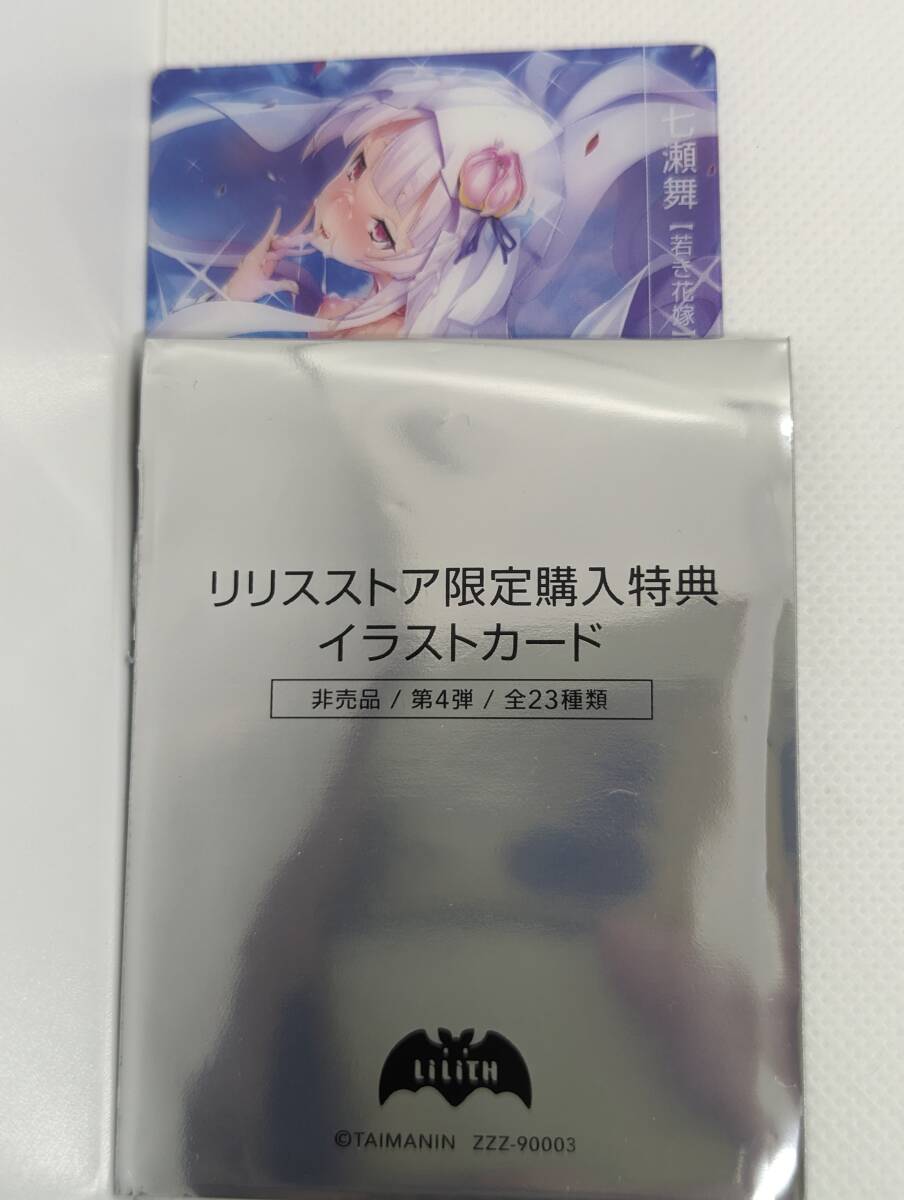 七瀬舞【若き花嫁】
リリスストア限定購入特典
イラストカード
非売品 / 第4弾 / 全23種類
LiLiTH
©TAIMANIN ZZZ-90003